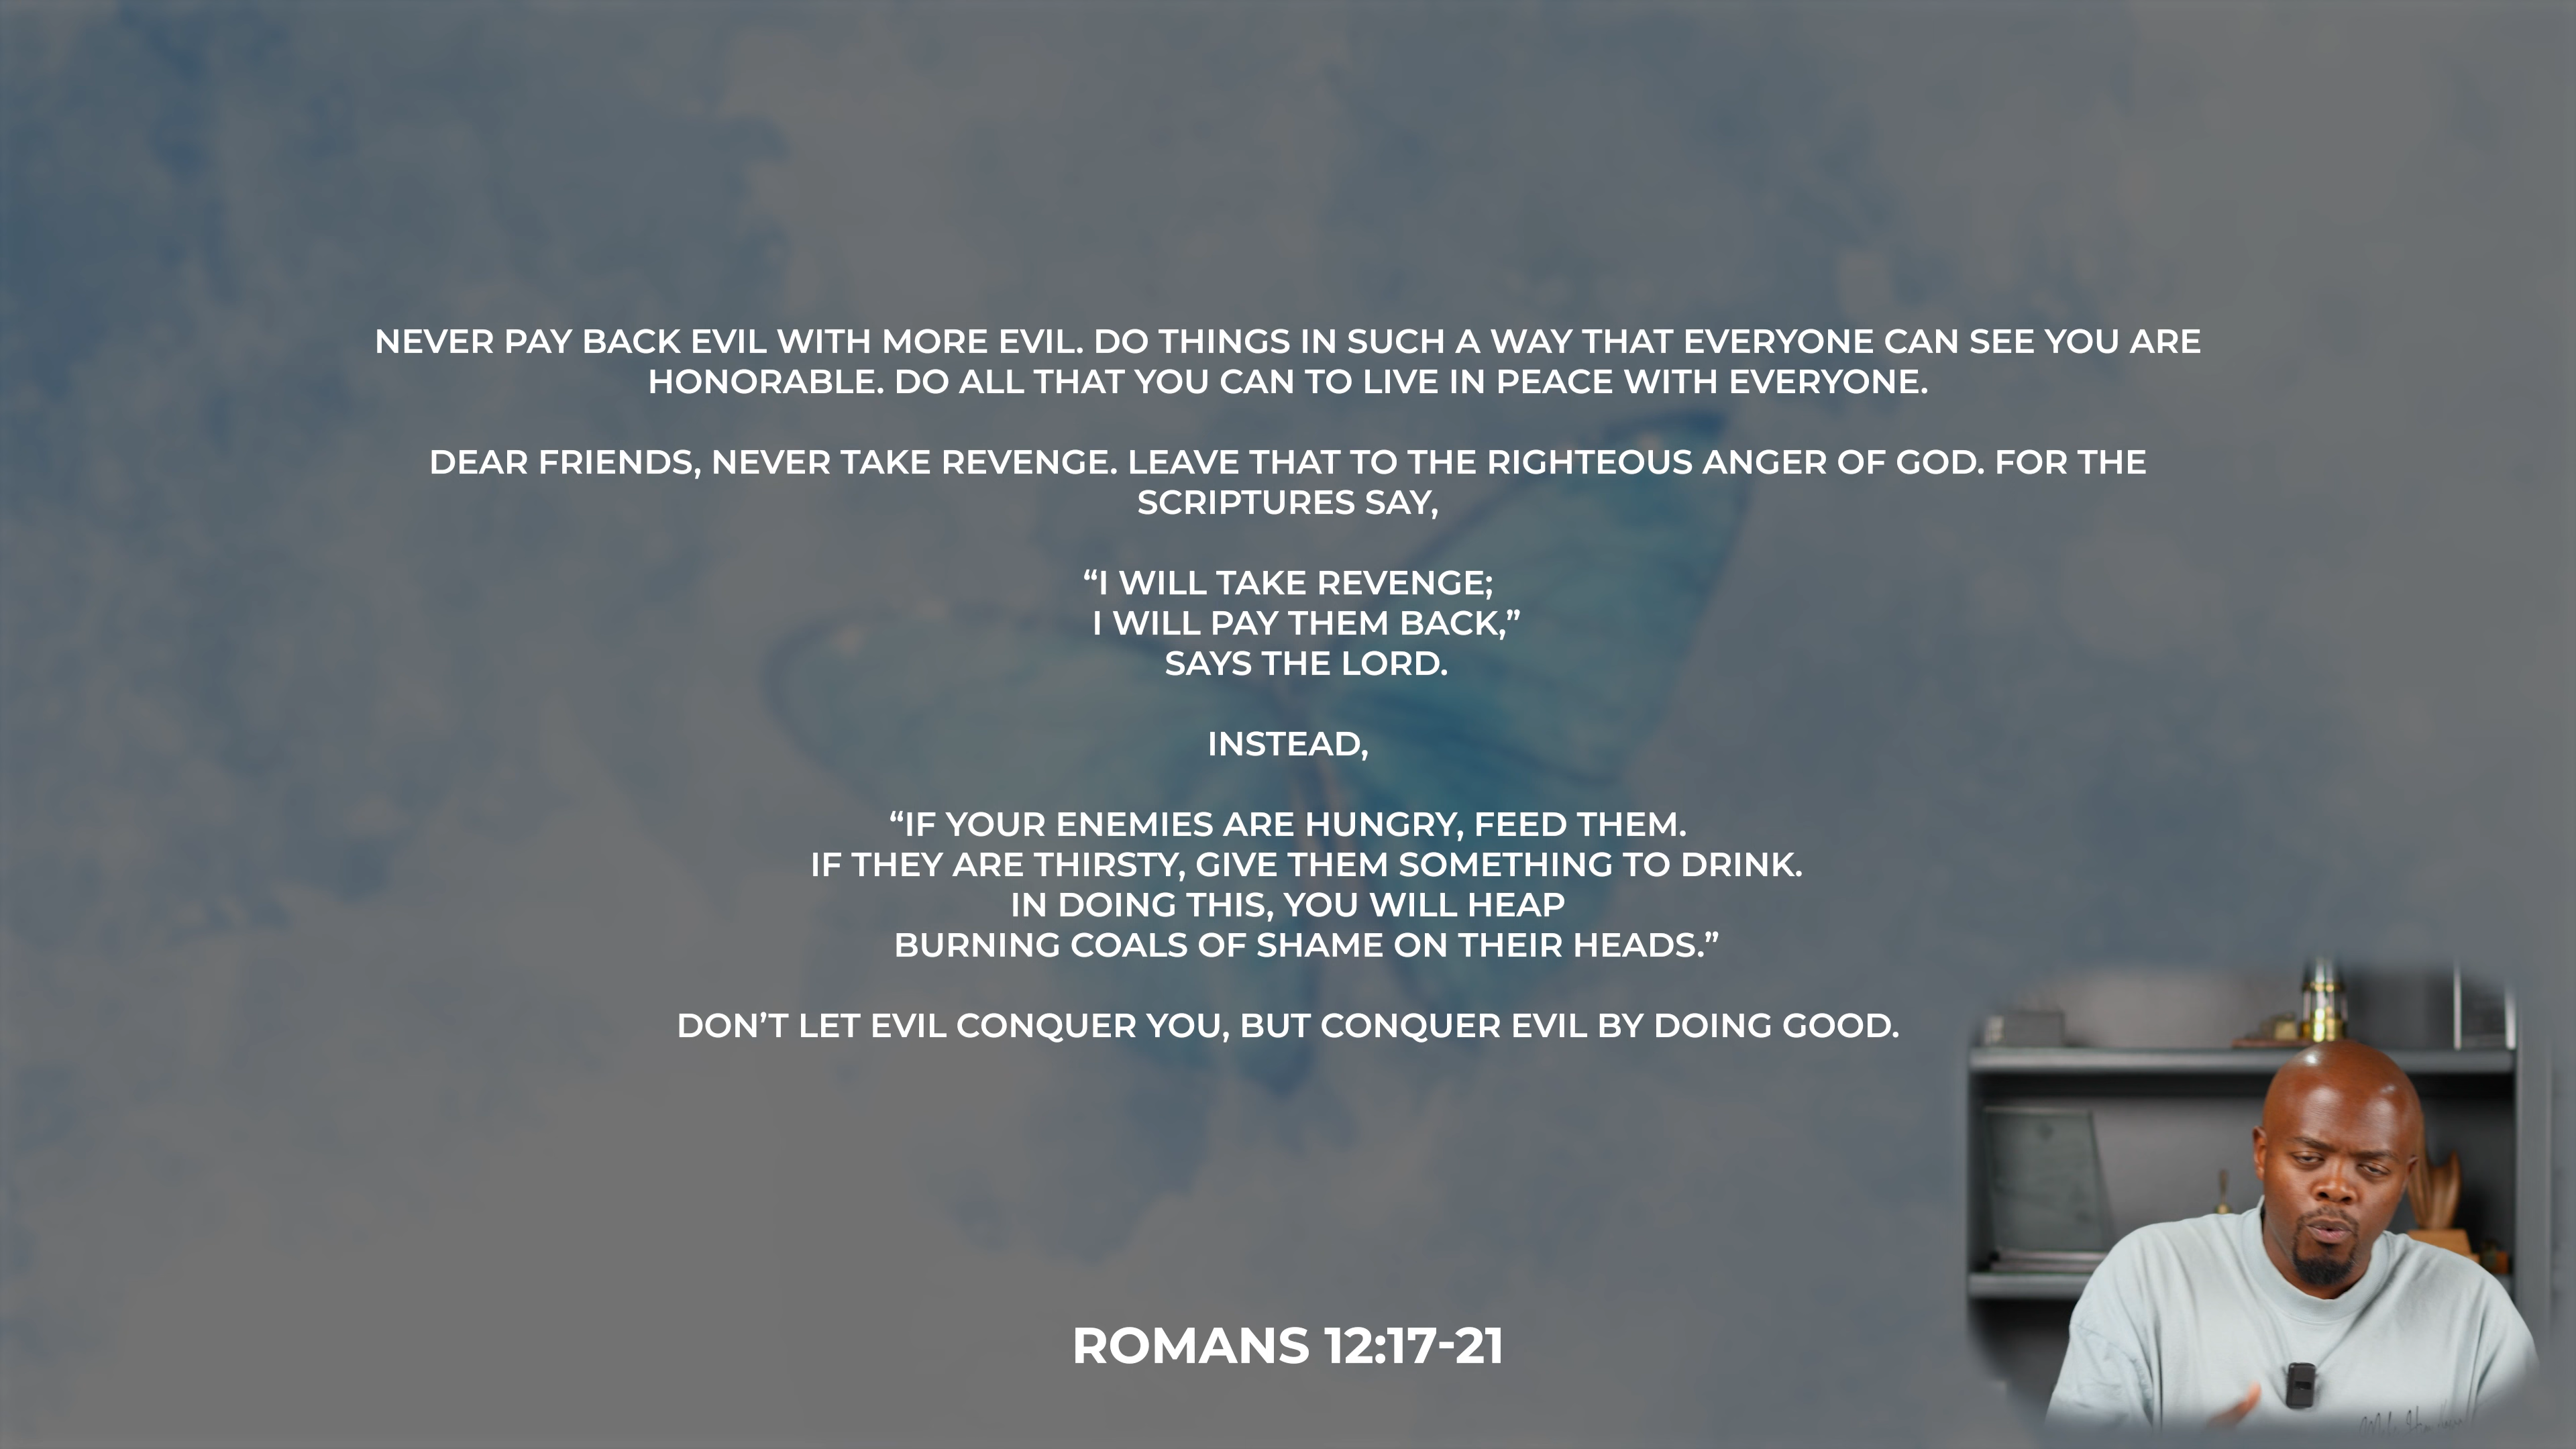 NEVER PAY BACK EVIL WITH MORE EVIL. DO THINGS IN SUCH A WAY THAT EVERYONE CAN SEE YOU ARE
HONORABLE. DO ALL THAT YOU CAN TO LIVE IN PEACE WITH EVERYONE.
DEAR FRIENDS, NEVER TAKE REVENGE. LEAVE THAT TO THE RIGHTEOUS ANGER OF GOD. FOR THE
SCRIPTURES SAY,
“I WILL TAKE REVENGE;
I WILL PAY THEM BACK,”
SAYS THE LORD.
INSTEAD,
“IF YOUR ENEMIES ARE HUNGRY, FEED THEM.
IF THEY ARE THIRSTY, GIVE THEM SOMETHING TO DRINK.
IN DOING THIS, YOU WILL HEAP
BURNING COALS OF SHAME ON THEIR HEADS.”
DON’T LET EVIL CONQUER YOU, BUT CONQUER EVIL BY DOING GOOD.
ROMANS 12:17-21